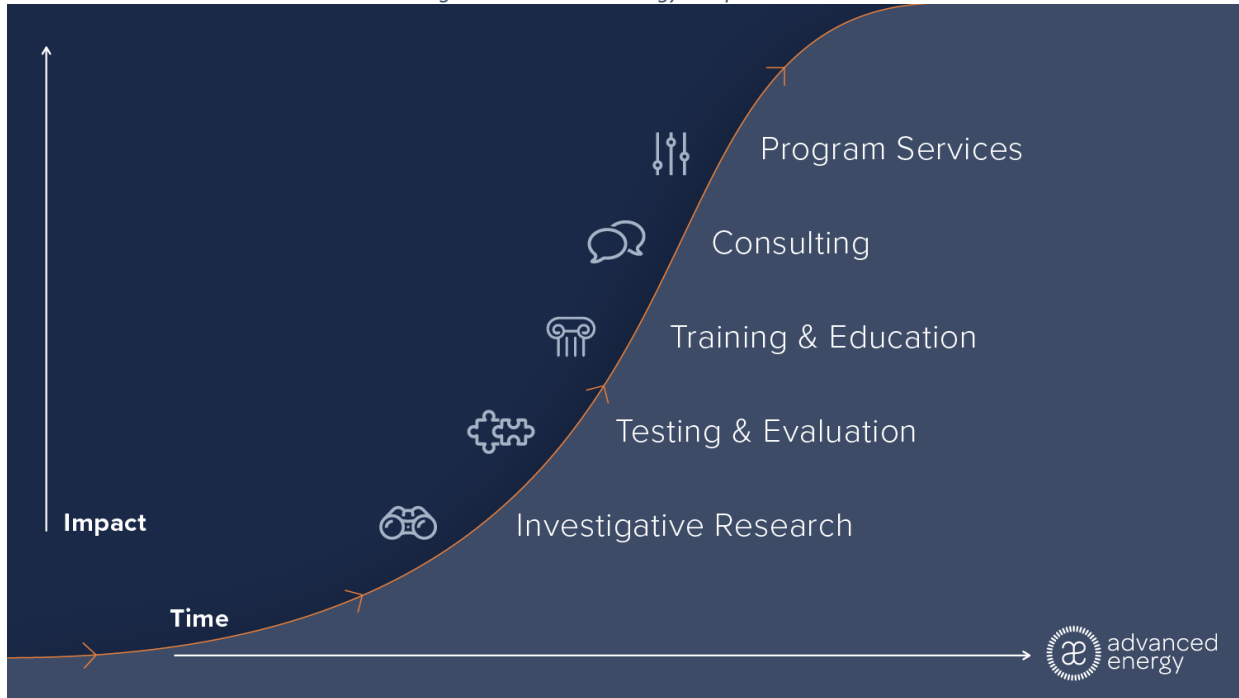 Program Services
Consulting
Training & Education
Testing & Evaluation
Impact
Investigative Research
Time
æ
advanced
energy